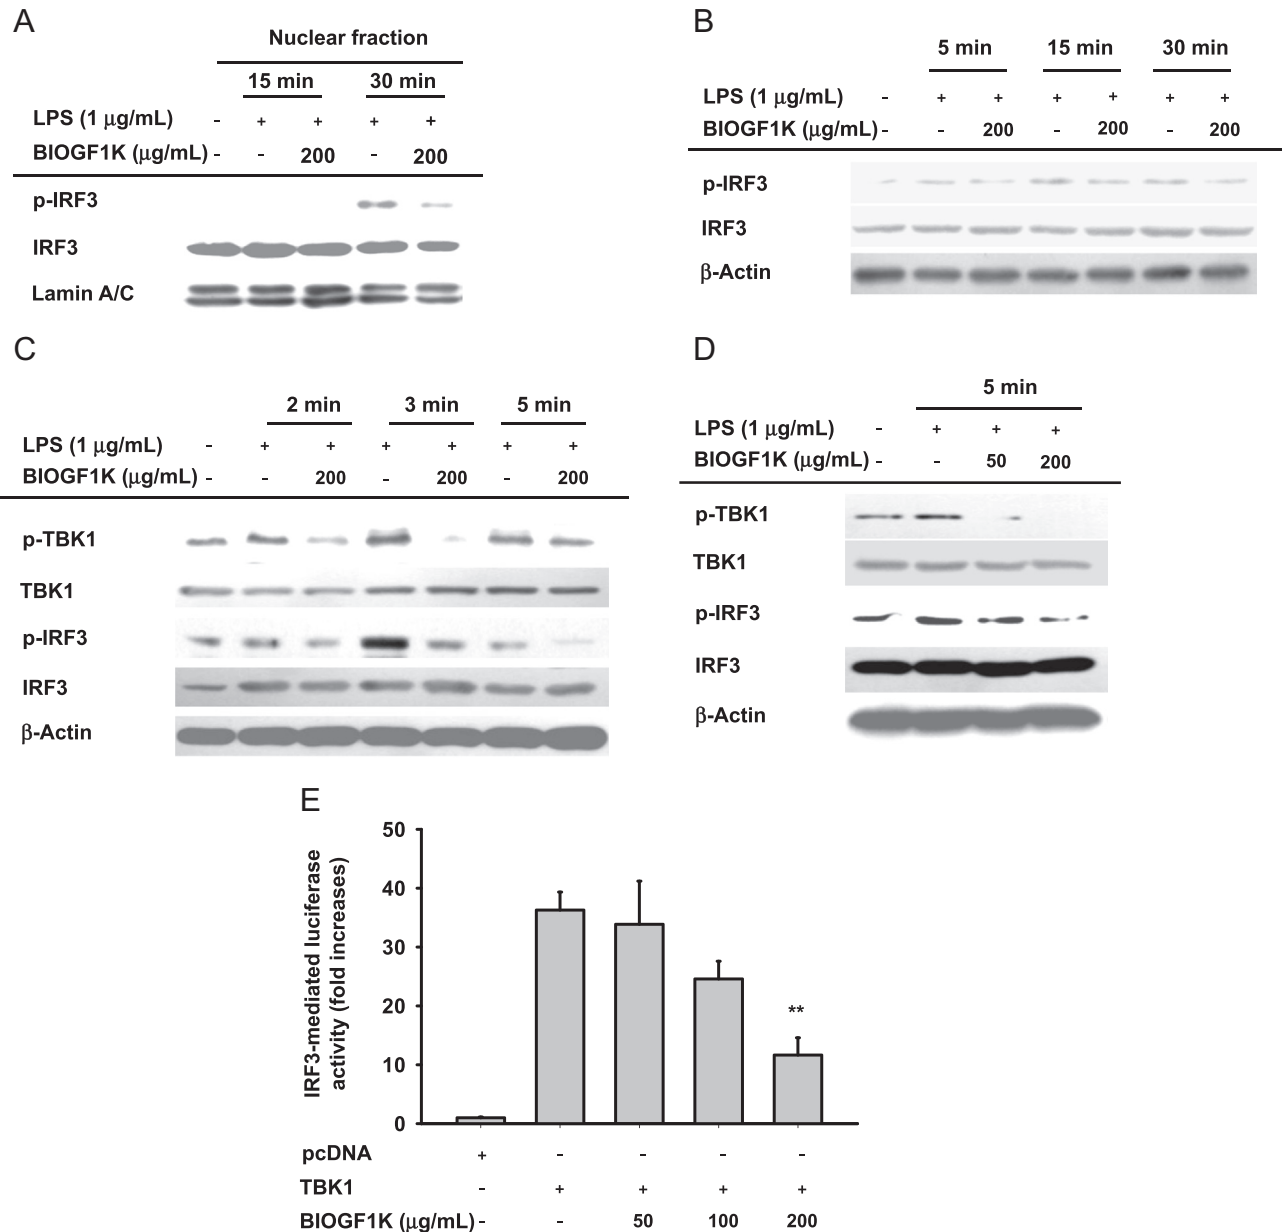 A
Nuclear fraction
15 min 30 min
LPS (1 μg/mL) - + + + +
BIOGF1K (μg/mL) - - 200 - 200
p-IRF3
IRF3
Lamin A/C
B
5 min 15 min 30 min
LPS (1 μg/mL) - + + + + + +
BIOGF1K (μg/mL) - - 200 - 200 - 200
p-IRF3
IRF3
β-Actin
C
2 min 3 min 5 min
LPS (1 μg/mL) - + + + + + +
BIOGF1K (μg/mL) - - 200 - 200 - 200
p-TBK1
TBK1
p-IRF3
IRF3
β-Actin
D
5 min
LPS (1 μg/mL) - + + +
BIOGF1K (μg/mL) - - 50 200
p-TBK1
TBK1
p-IRF3
IRF3
β-Actin
E
IRF3-mediated luciferase
activity (fold increases)
50
40
30
20
10
0
**
pcDNA + - - - -
TBK1 - + + + +
BIOGF1K (μg/mL) - - 50 100 200